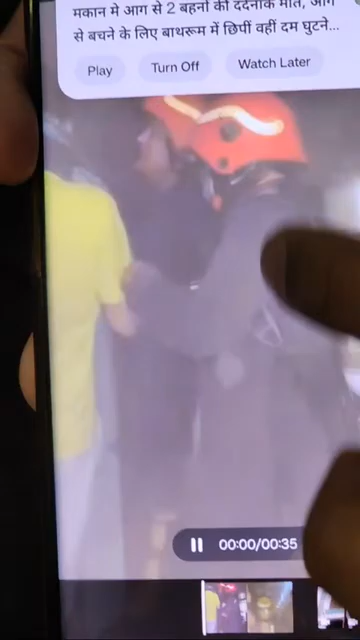 मकान मे आग से 2 बहनों की दर्दनाक मौत, आग
से बचने के लिए बाथरूम में छिपीं वहीं दम घुटने...
Play
Turn Off
Watch Later
00:00/00:35